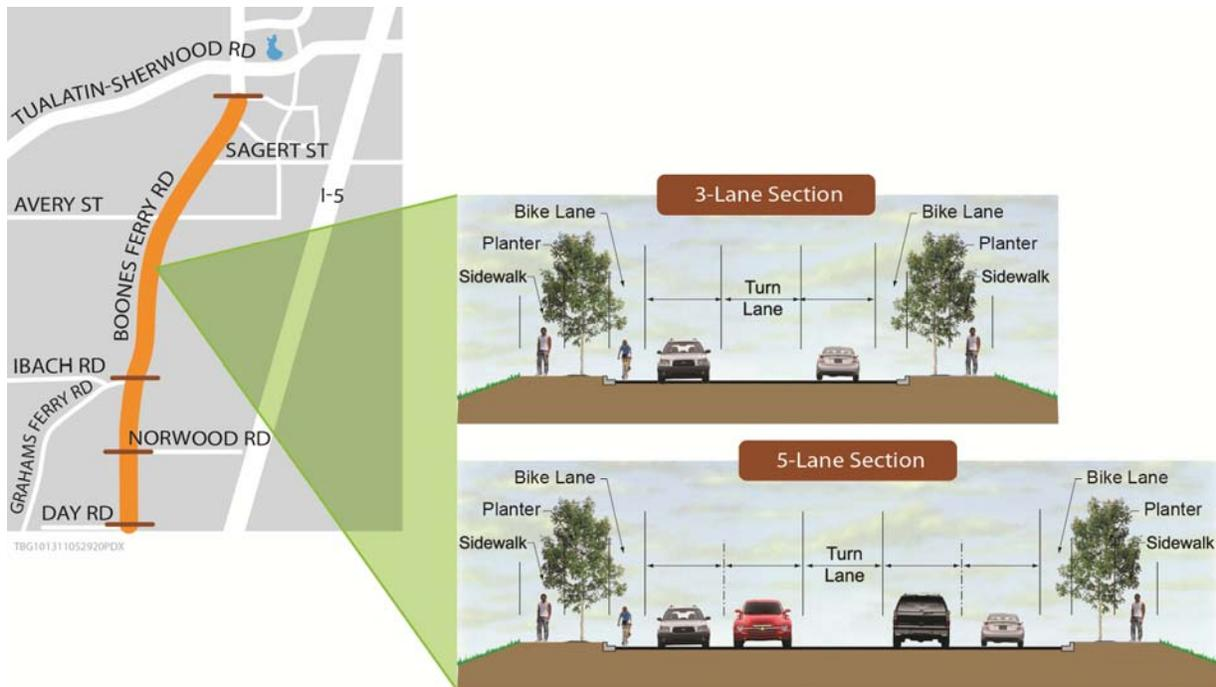 TUALATIN-SHERWOOD RD
SAGERT ST
I-5
AVERY ST
BOONES FERRY RD
IBACH RD
GRAHAMS FERRY RD
NORWOOD RD
DAY RD
TBG101311052920PDX
3-Lane Section
Bike Lane
Planter
Sidewalk
Turn
Lane
Bike Lane
Planter
Sidewalk
5-Lane Section
Bike Lane
Planter
Sidewalk
Turn
Lane
Bike Lane
Planter
Sidewalk